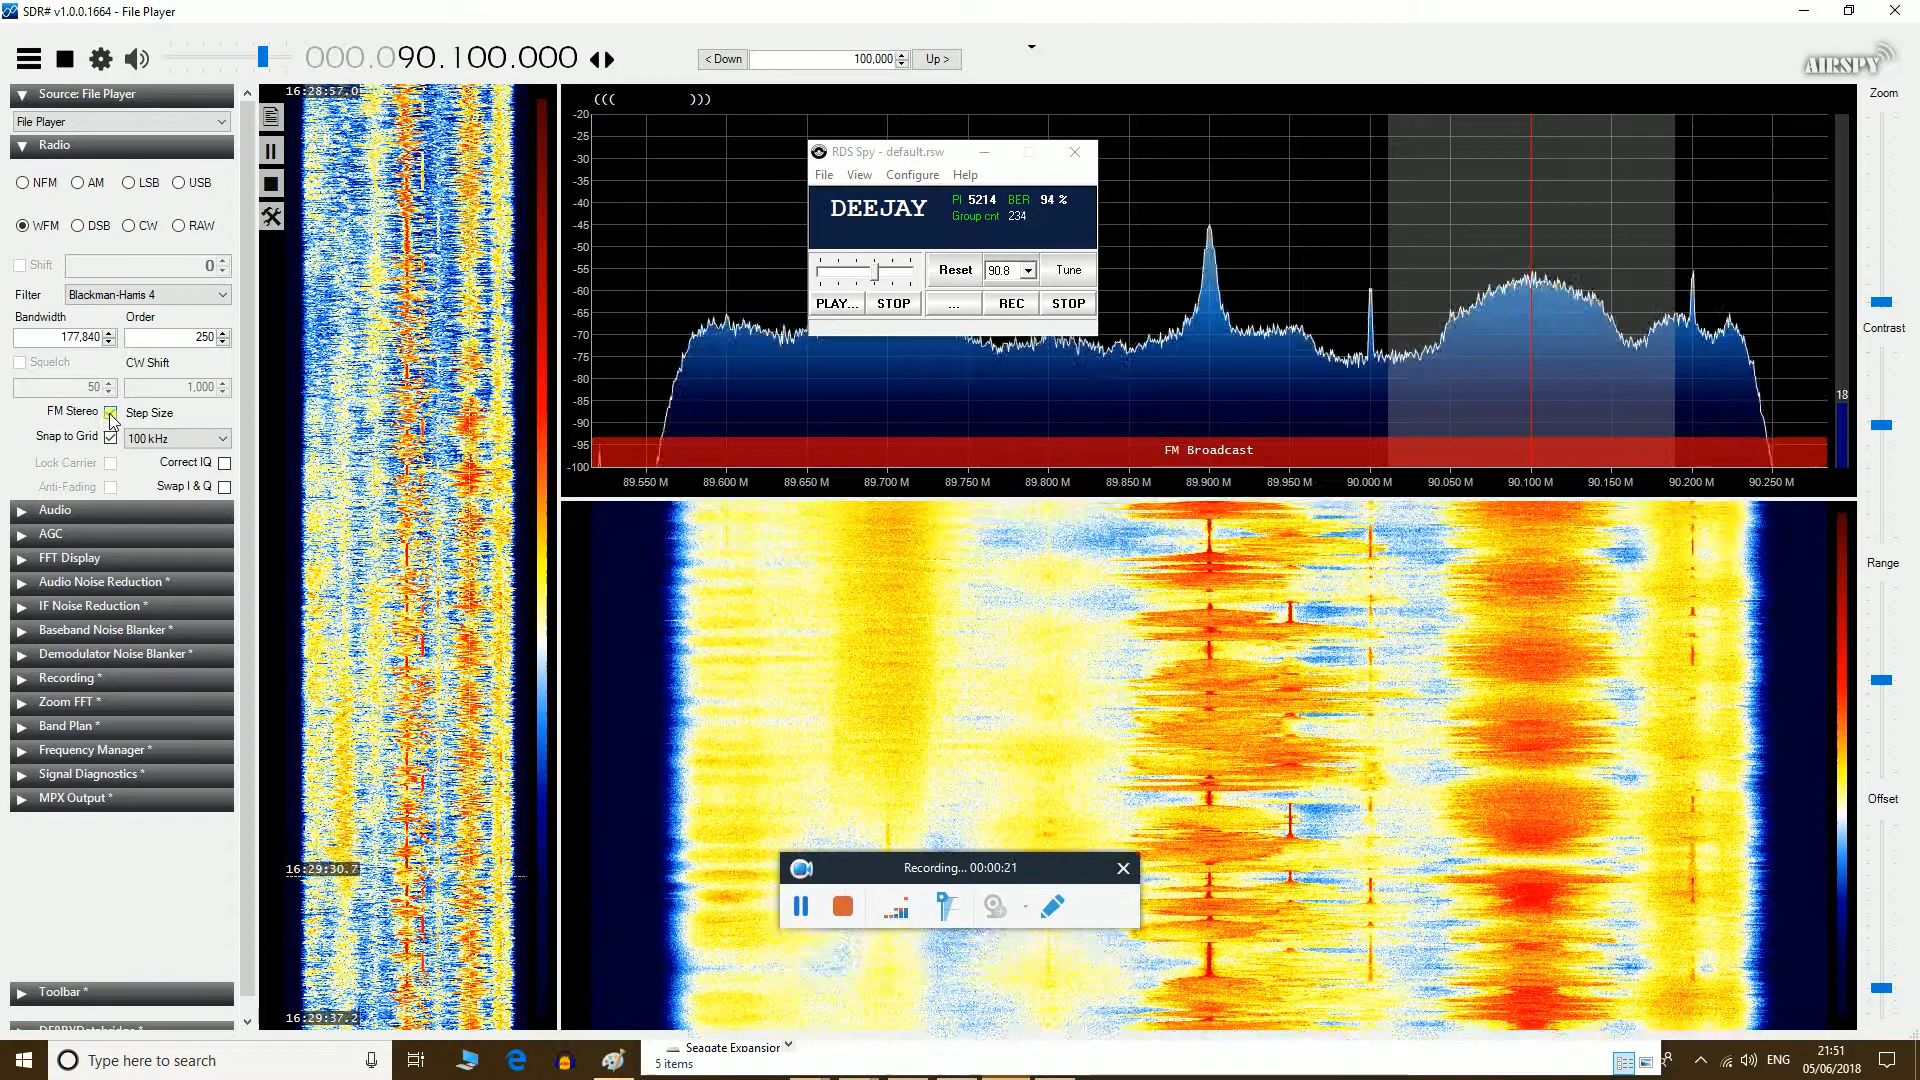 SDR# v1.0.0.1664 - File Player
000.090.100.000
< Down 100,000 Up >
AIRSPY
Source: File Player
File Player
Radio
NFM AM LSB USB
WFM DSB CW RAW
Shift 0
Filter Blackman-Harris 4
Bandwidth Order
177,840 250
Squelch CW Shift
50 1,000
FM Stereo Step Size
Snap to Grid 100 kHz
Lock Carrier Correct IQ
Anti-Fading Swap I & Q
Audio
AGC
FFT Display
Audio Noise Reduction *
IF Noise Reduction *
Baseband Noise Blanker *
Demodulator Noise Blanker *
Recording *
Zoom FFT *
Band Plan *
Frequency Manager *
Signal Diagnostics *
MPX Output *
Toolbar *
16:28:57.0
16:29:30.7
16:29:37.2
((( )))
-20
-25
-30
-35
-40
-45
-50
-55
-60
-65
-70
-75
-80
-85
-90
-95
-100
RDS Spy - default.rsw
File View Configure Help
DEEJAY PI 5214 BER 94 %
Group cnt 234
Reset 90.8 Tune
PLAY... STOP ... REC STOP
FM Broadcast
89.550 M 89.600 M 89.650 M 89.700 M 89.750 M 89.800 M 89.850 M 89.900 M 89.950 M 90.000 M 90.050 M 90.100 M 90.150 M 90.200 M 90.250 M
18
Zoom
Contrast
Range
Offset
Recording... 00:00:21
Type here to search
Seagate Expansior
5 items
ENG
21:51
05/06/2018